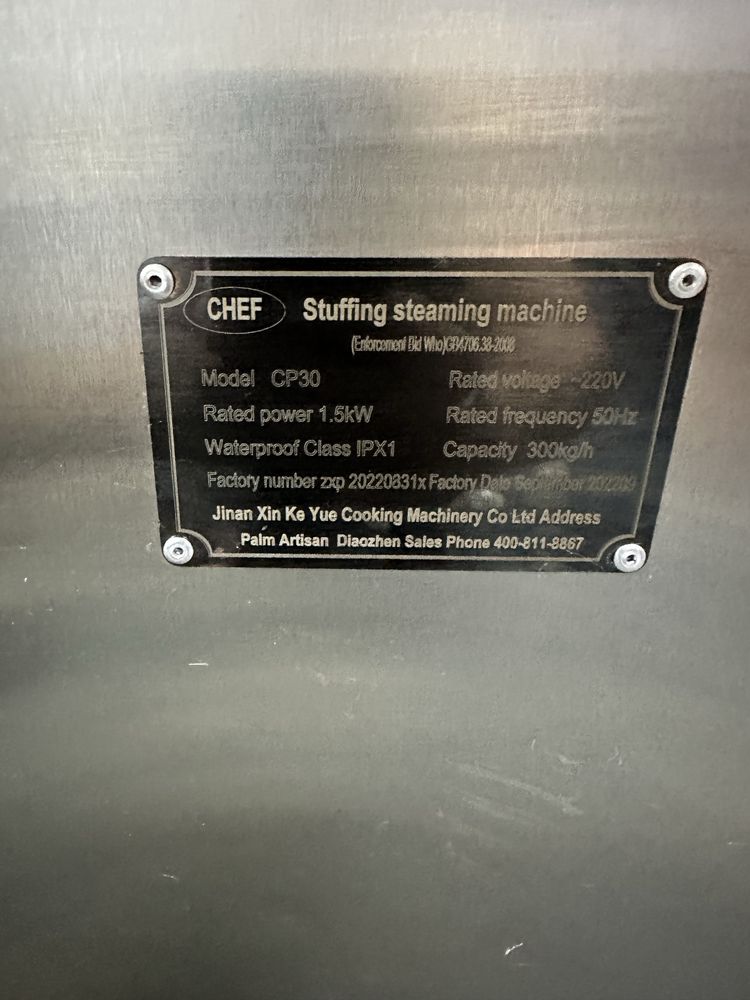 CHEF Stuffing steaming machine
(Enforcement Bid Who)GB4706.38-2008
Model CP30 Rated voltage ~220V
Rated power 1.5kW Rated frequency 50Hz
Waterproof Class IPX1 Capacity 300kg/h
Factory number zxp 20220831x Factory Date September 202209
Jinan Xin Ke Yue Cooking Machinery Co Ltd Address
Palm Artisan Diaozhen Sales Phone 400-811-8867